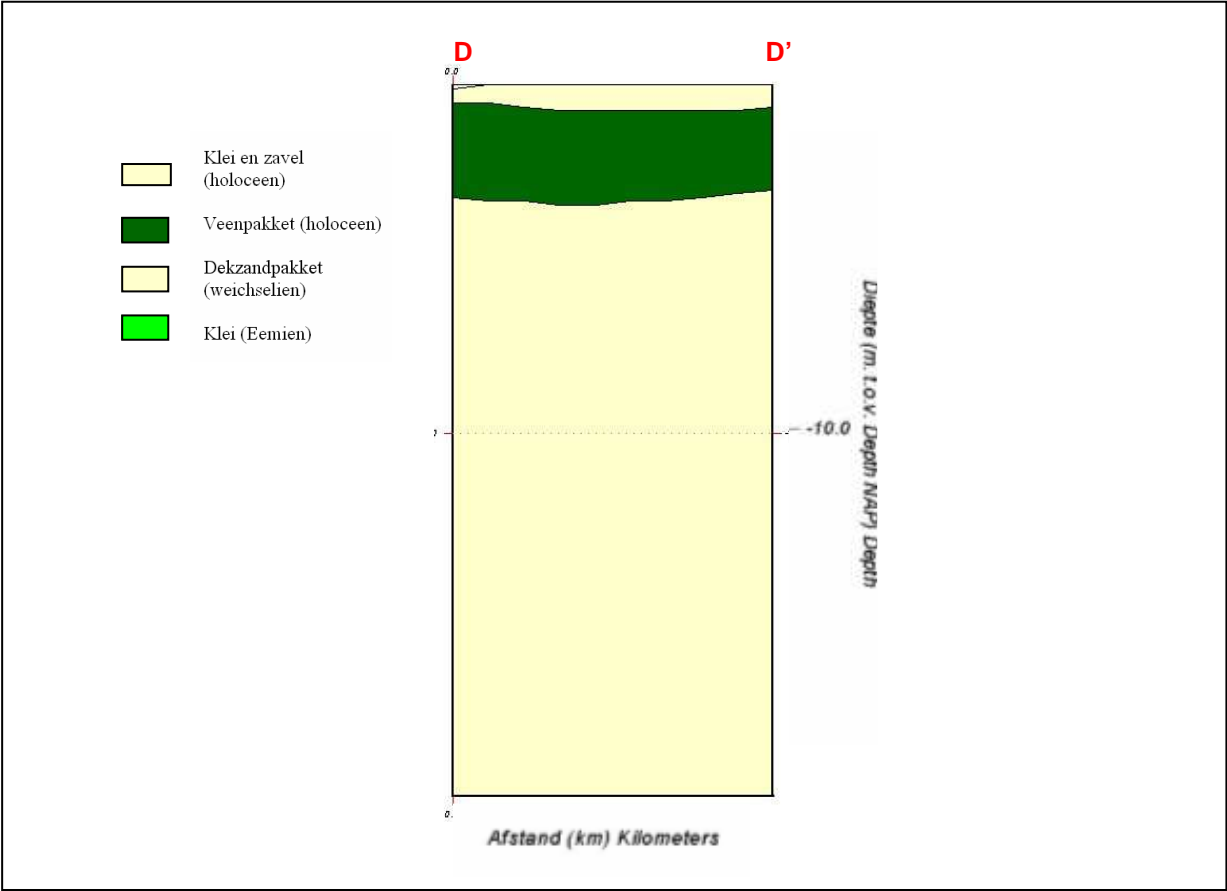 D
D’
0.0
Klei en zavel
(holoceen)
Veenpakket (holoceen)
Dekzandpakket
(weichselien)
Klei (Eemien)
-10.0
Diepte (m. t.o.v. Depth NAP) Depth
0.
Afstand (km) Kilometers